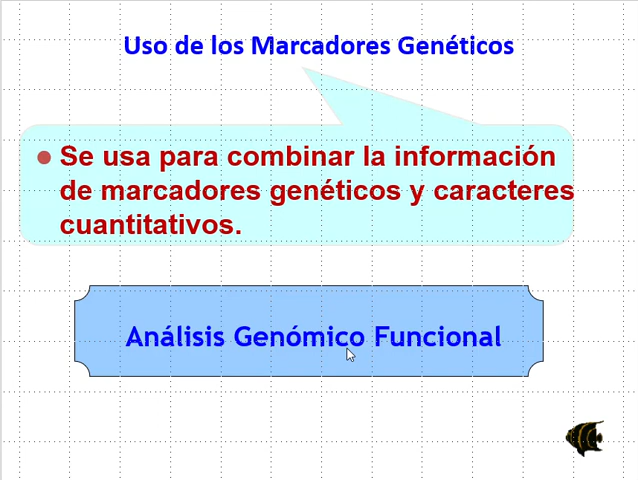 Uso de los Marcadores Genéticos
Se usa para combinar la información
de marcadores genéticos y caracteres
cuantitativos.
Análisis Genómico Funcional